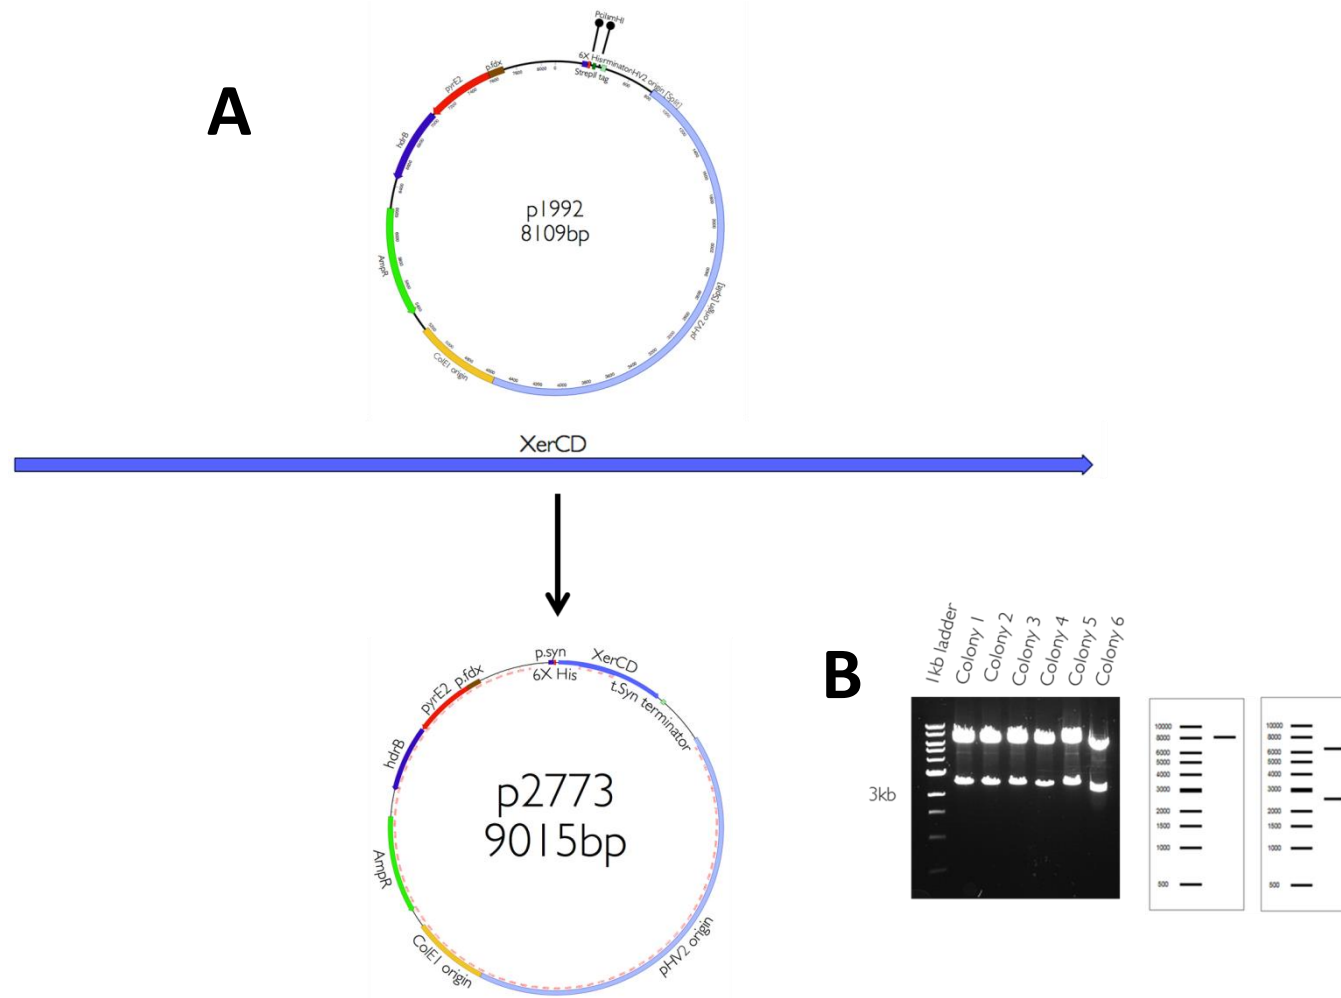 A
6X His
StrepII tag
pHV2 origin [Split]
p.fdx
pyrE2
hdrB
p1992
8109bp
AmpR
pHV2 origin [Split]
ColE1 origin
XerCD
p.syn
XerCD
6X His
t.Syn terminator
p.fdx
pyrE2
hdrB
p2773
9015bp
AmpR
ColE1 origin
pHV2 origin
B
1kb ladder
Colony 1
Colony 2
Colony 3
Colony 4
Colony 5
Colony 6
3kb
10000
8000
6000
5000
4000
3000
2000
1500
1000
500
10000
8000
6000
5000
4000
3000
2000
1500
1000
500